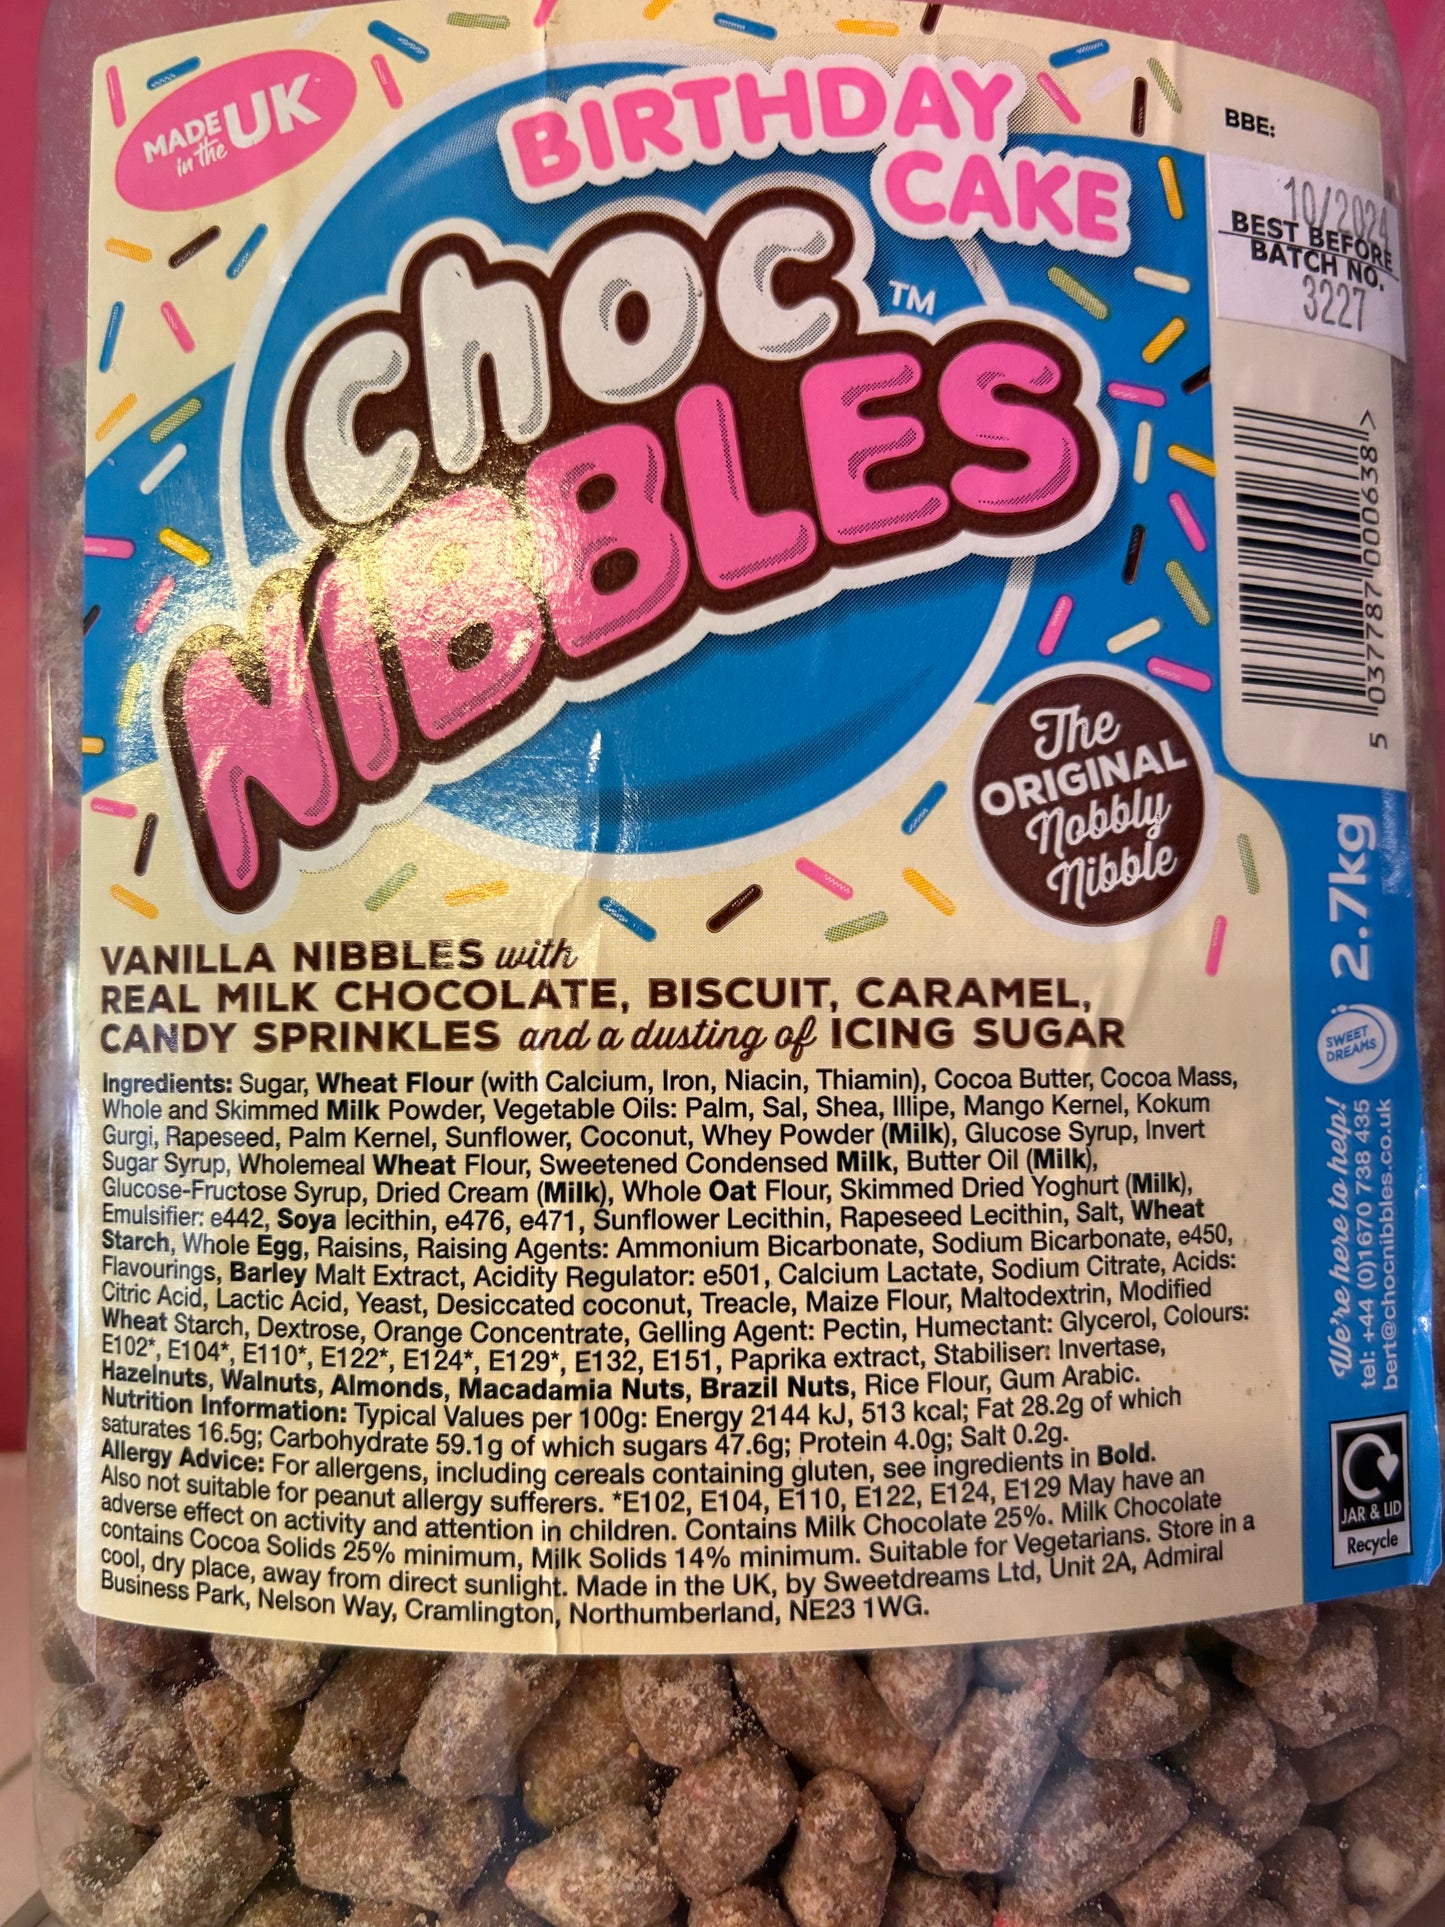 MADE
in the
UK
BIRTHDAY
CAKE
CHOC
TM
NIBBLES
The
ORIGINAL
Nobbly
Nibble
VANILLA NIBBLES with
REAL MILK CHOCOLATE, BISCUIT, CARAMEL,
CANDY SPRINKLES and a dusting of ICING SUGAR
Ingredients: Sugar, Wheat Flour (with Calcium, Iron, Niacin, Thiamin), Cocoa Butter, Cocoa Mass,
Whole and Skimmed Milk Powder, Vegetable Oils: Palm, Sal, Shea, Illipe, Mango Kernel, Kokum
Gurgi, Rapeseed, Palm Kernel, Sunflower, Coconut, Whey Powder (Milk), Glucose Syrup, Invert
Sugar Syrup, Wholemeal Wheat Flour, Sweetened Condensed Milk, Butter Oil (Milk),
Glucose-Fructose Syrup, Dried Cream (Milk), Whole Oat Flour, Skimmed Dried Yoghurt (Milk),
Emulsifier: e442, Soya lecithin, e476, e471, Sunflower Lecithin, Rapeseed Lecithin, Salt, Wheat
Starch, Whole Egg, Raisins, Raising Agents: Ammonium Bicarbonate, Sodium Bicarbonate, e450,
Flavourings, Barley Malt Extract, Acidity Regulator: e501, Calcium Lactate, Sodium Citrate, Acids:
Citric Acid, Lactic Acid, Yeast, Desiccated coconut, Treacle, Maize Flour, Maltodextrin, Modified
Wheat Starch, Dextrose, Orange Concentrate, Gelling Agent: Pectin, Humectant: Glycerol, Colours:
E102*, E104*, E110*, E122*, E124*, E129*, E132, E151, Paprika extract, Stabiliser: Invertase,
Hazelnuts, Walnuts, Almonds, Macadamia Nuts, Brazil Nuts, Rice Flour, Gum Arabic.
Nutrition Information: Typical Values per 100g: Energy 2144 kJ, 513 kcal; Fat 28.2g of which
saturates 16.5g; Carbohydrate 59.1g of which sugars 47.6g; Protein 4.0g; Salt 0.2g.
Allergy Advice: For allergens, including cereals containing gluten, see ingredients in Bold.
Also not suitable for peanut allergy sufferers. *E102, E104, E110, E122, E124, E129 May have an
adverse effect on activity and attention in children. Contains Milk Chocolate 25%. Milk Chocolate
contains Cocoa Solids 25% minimum, Milk Solids 14% minimum. Suitable for Vegetarians. Store in a
cool, dry place, away from direct sunlight. Made in the UK, by Sweetdreams Ltd, Unit 2A, Admiral
Business Park, Nelson Way, Cramlington, Northumberland, NE23 1WG.
BBE:
10/2024
BEST BEFORE
BATCH NO.
3227
5 037787 000638 >
2.7kg
SWEET
DREAMS
We're here to help!
tel: +44 (0)1670 738 435
bert@chocnibbles.co.uk
JAR & LID
Recycle